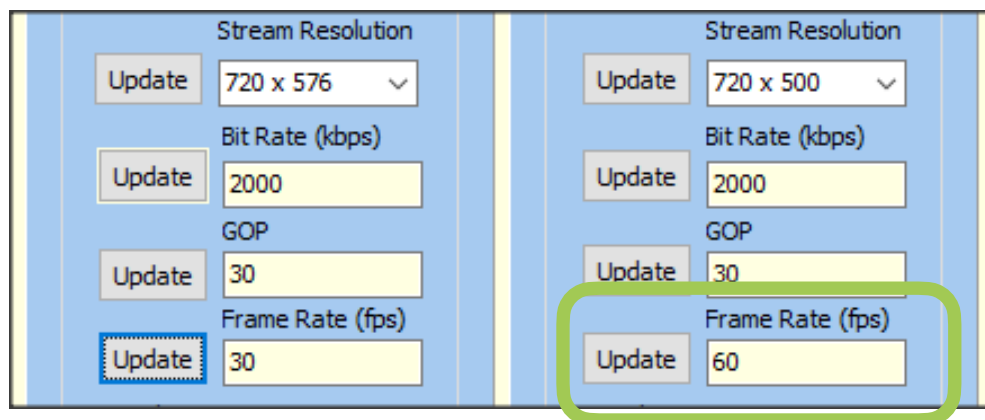 Stream Resolution
Update 720 x 576
Bit Rate (kbps)
Update 2000
GOP
Update 30
Frame Rate (fps)
Update 30
Stream Resolution
Update 720 x 500
Bit Rate (kbps)
Update 2000
GOP
Update 30
Frame Rate (fps)
Update 60